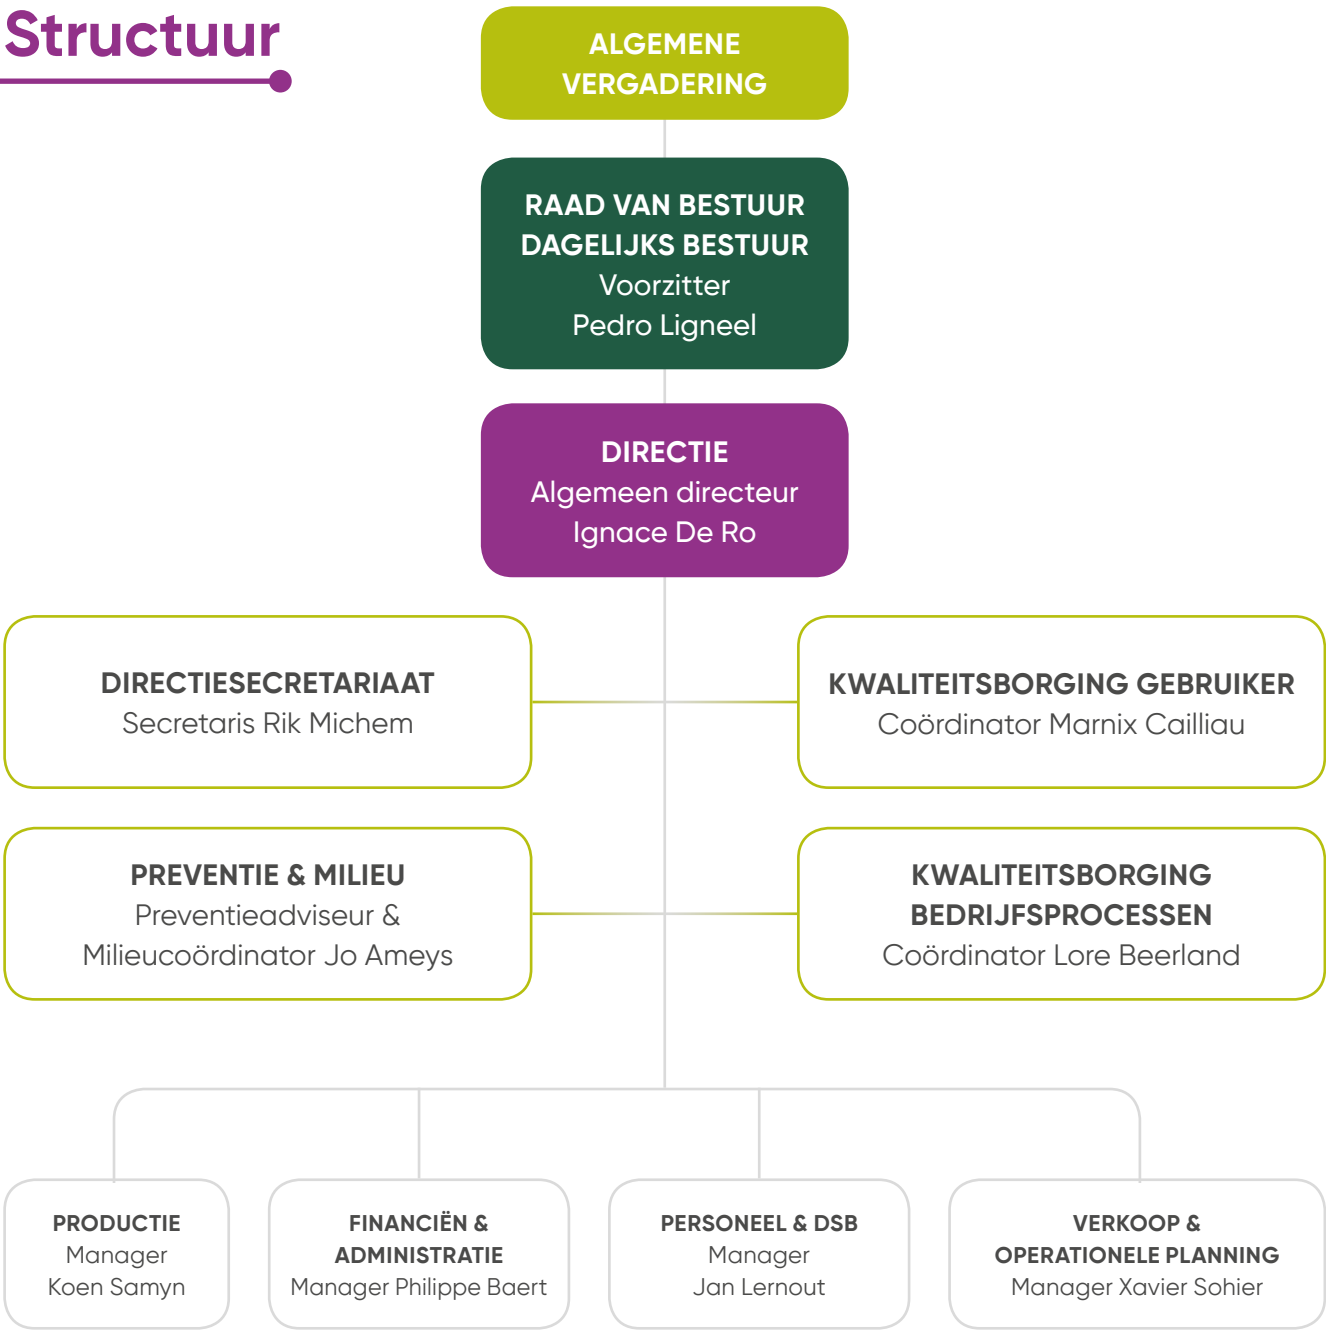 Structuur
ALGEMENE
VERGADERING
RAAD VAN BESTUUR
DAGELIJKS BESTUUR
Voorzitter
Pedro Ligneel
DIRECTIE
Algemeen directeur
Ignace De Ro
DIRECTIESECRETARIAAT
Secretaris Rik Michem
KWALITEITSBORGING GEBRUIKER
Coördinator Marnix Cailliau
PREVENTIE & MILIEU
Preventieadviseur &
Milieucoördinator Jo Ameys
KWALITEITSBORGING
BEDRIJFSPROCESSEN
Coördinator Lore Beerland
PRODUCTIE
Manager
Koen Samyn
FINANCIËN &
ADMINISTRATIE
Manager Philippe Baert
PERSONEEL & DSB
Manager
Jan Lernout
VERKOOP &
OPERATIONELE PLANNING
Manager Xavier Sohier